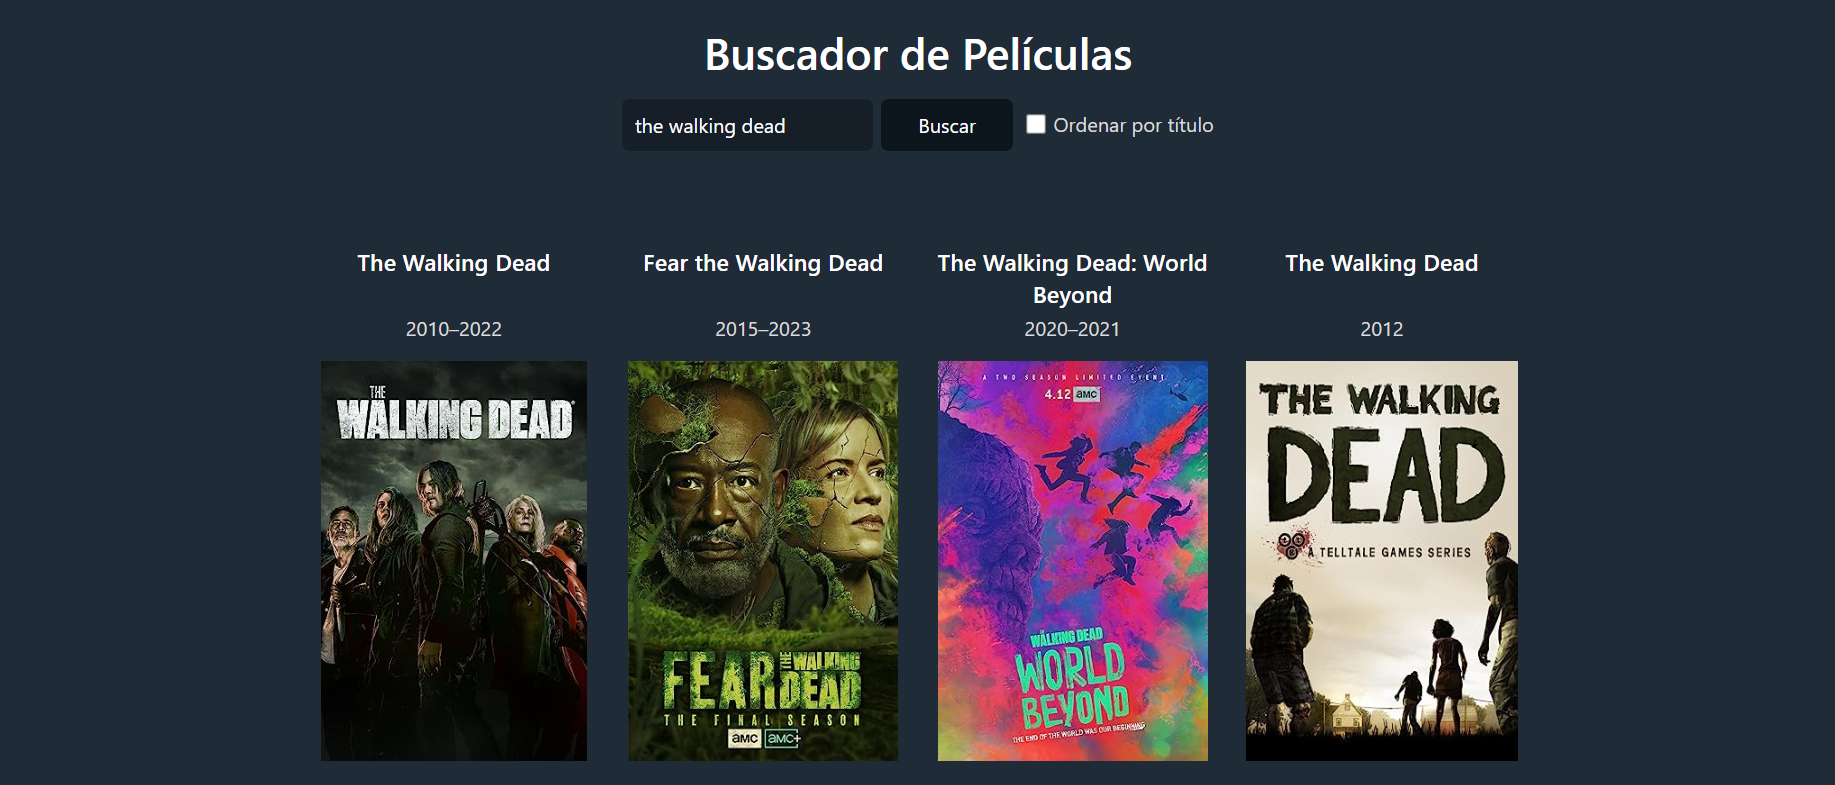 Buscador de Películas
the walking dead
Buscar
Ordenar por título
The Walking Dead
2010–2022
THE
WALKING DEAD
Fear the Walking Dead
2015–2023
FEAR THE WALKING DEAD
THE FINAL SEASON
aMC aMC+
The Walking Dead: World
Beyond
2020–2021
A TWO SEASON LIMITED EVENT
4.12 aMC
WALKING DEAD
WORLD
BEYOND
THE END OF THE WORLD WAS OUR BEGINNING
The Walking Dead
2012
THE WALKING
DEAD
A TELLTALE GAMES SERIES